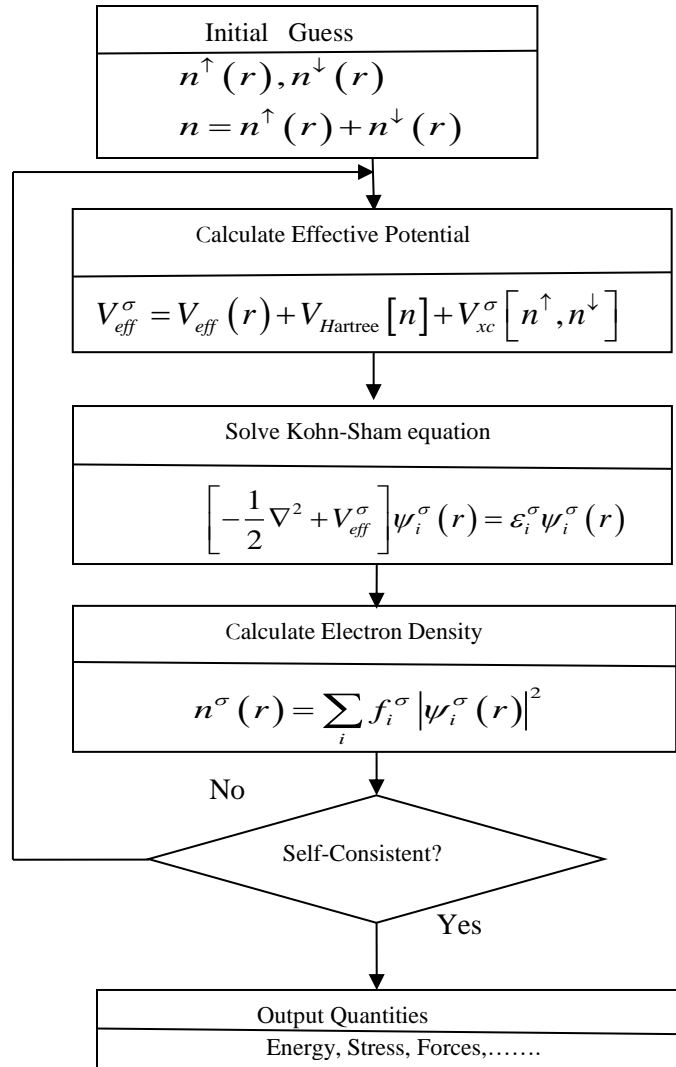 Initial Guess
n↑(r), n↓(r)
n = n↑(r) + n↓(r)
Calculate Effective Potential
V_eff^σ = V_eff(r) + V_Hartree[n] + V_xc^σ[n↑, n↓]
Solve Kohn-Sham equation
[-1/2 ∇² + V_eff^σ] ψ_i^σ(r) = ε_i^σ ψ_i^σ(r)
Calculate Electron Density
n^σ(r) = ∑_i f_i^σ |ψ_i^σ(r)|²
No
Self-Consistent?
Yes
Output Quantities
Energy, Stress, Forces,.......